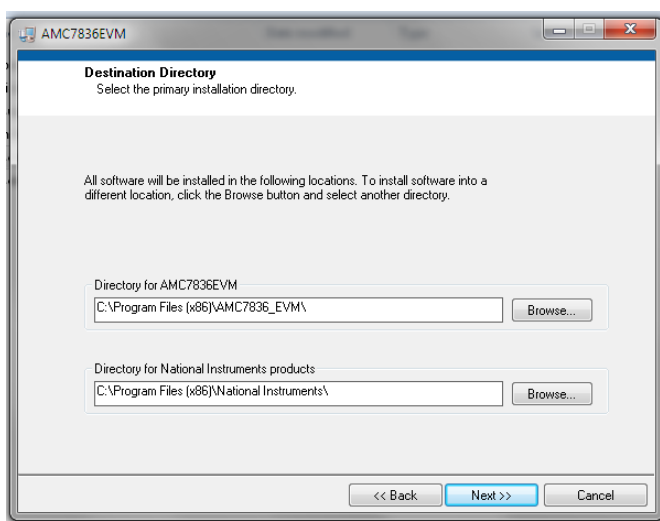 AMC7836EVM
Destination Directory
Select the primary installation directory.
All software will be installed in the following locations. To install software into a
different location, click the Browse button and select another directory.
Directory for AMC7836EVM
C:\Program Files (x86)\AMC7836_EVM\
Browse...
Directory for National Instruments products
C:\Program Files (x86)\National Instruments\
Browse...
<< Back
Next >>
Cancel